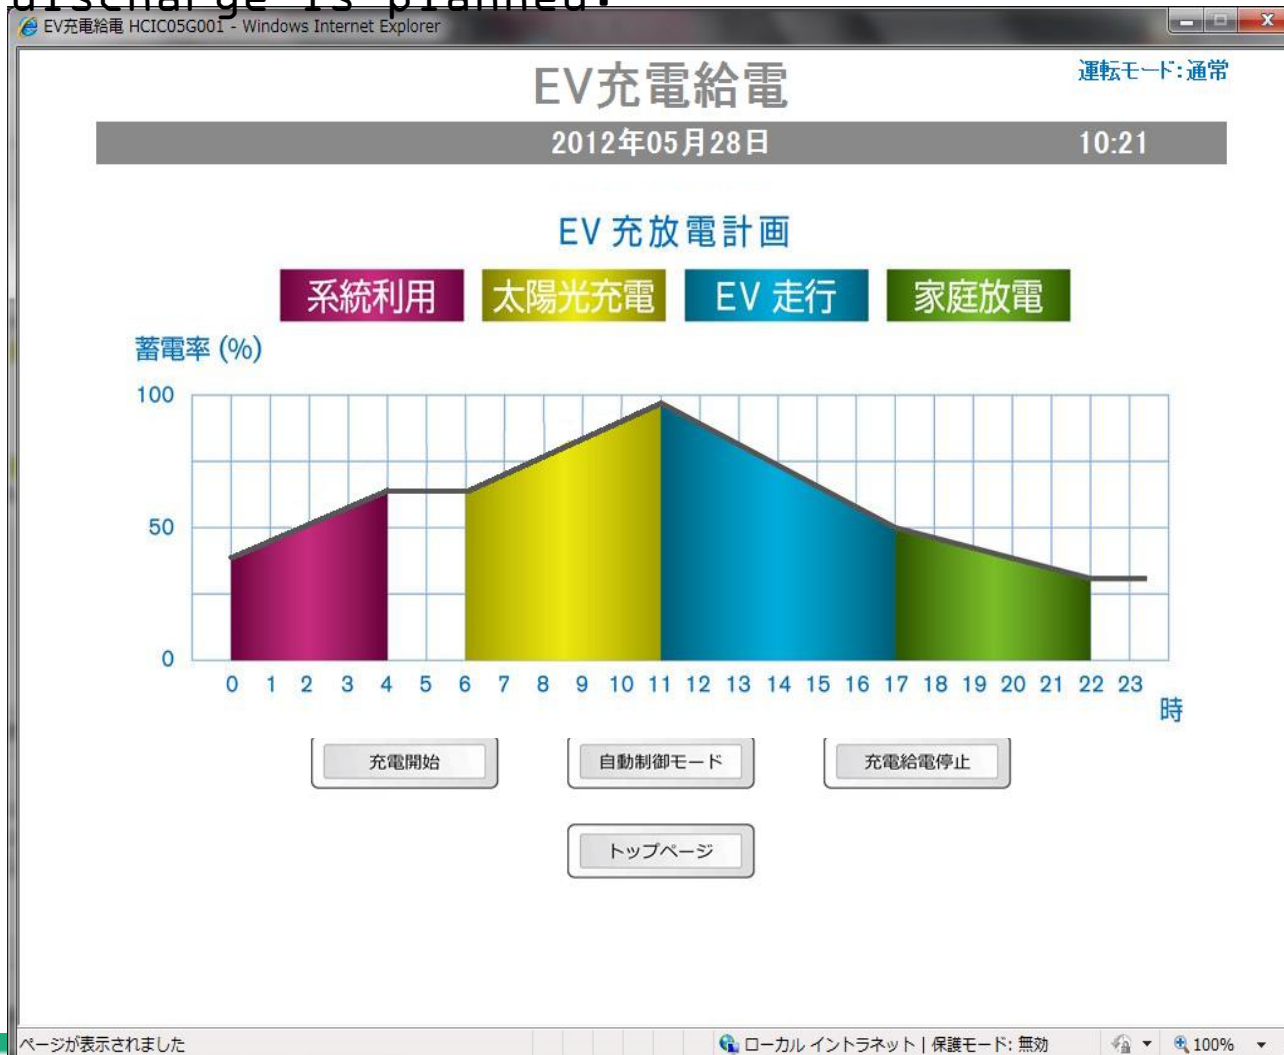 discharge is planned.
EV充電給電 HCIC05G001 - Windows Internet Explorer
EV充電給電
運転モード:通常
2012年05月28日 10:21
EV 充放電計画
系統利用 太陽光充電 EV 走行 家庭放電
蓄電率 (%)
100
50
0
0 1 2 3 4 5 6 7 8 9 10 11 12 13 14 15 16 17 18 19 20 21 22 23
時
充電開始 自動制御モード 充電給電停止
トップページ
ページが表示されました ローカル イントラネット | 保護モード: 無効 100%